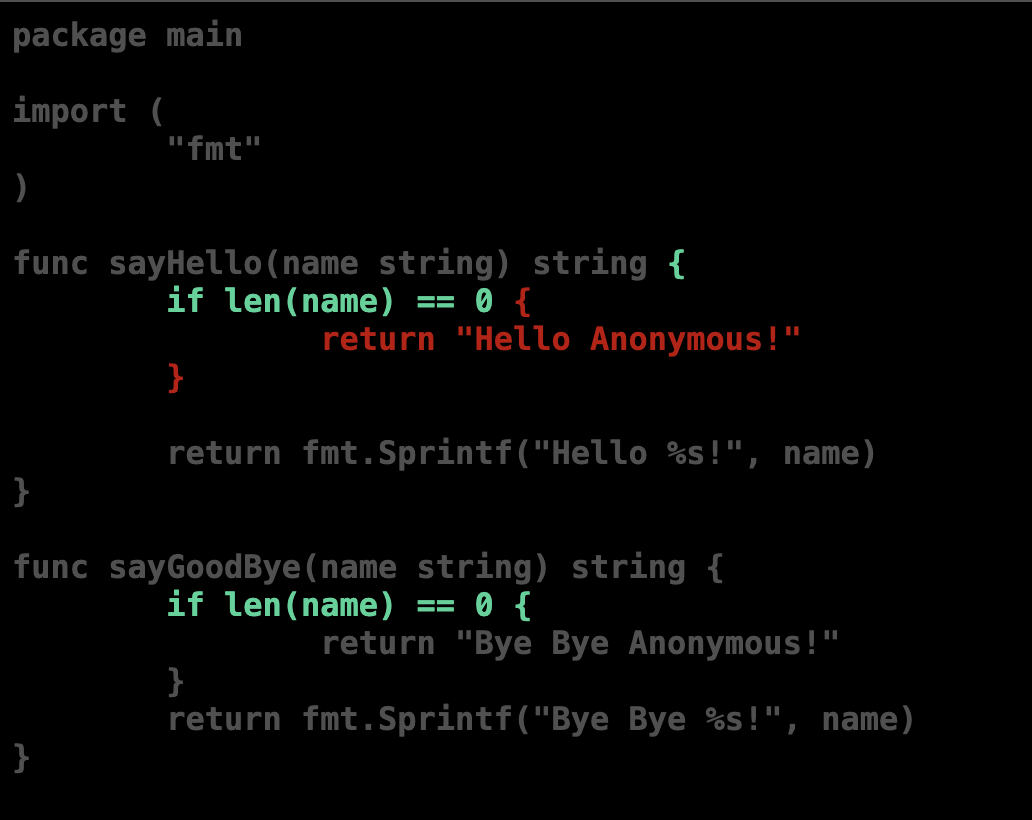 package main
import (
"fmt"
)
func sayHello(name string) string {
if len(name) == 0 {
return "Hello Anonymous!"
}
return fmt.Sprintf("Hello %s!", name)
}
func sayGoodBye(name string) string {
if len(name) == 0 {
return "Bye Bye Anonymous!"
}
return fmt.Sprintf("Bye Bye %s!", name)
}